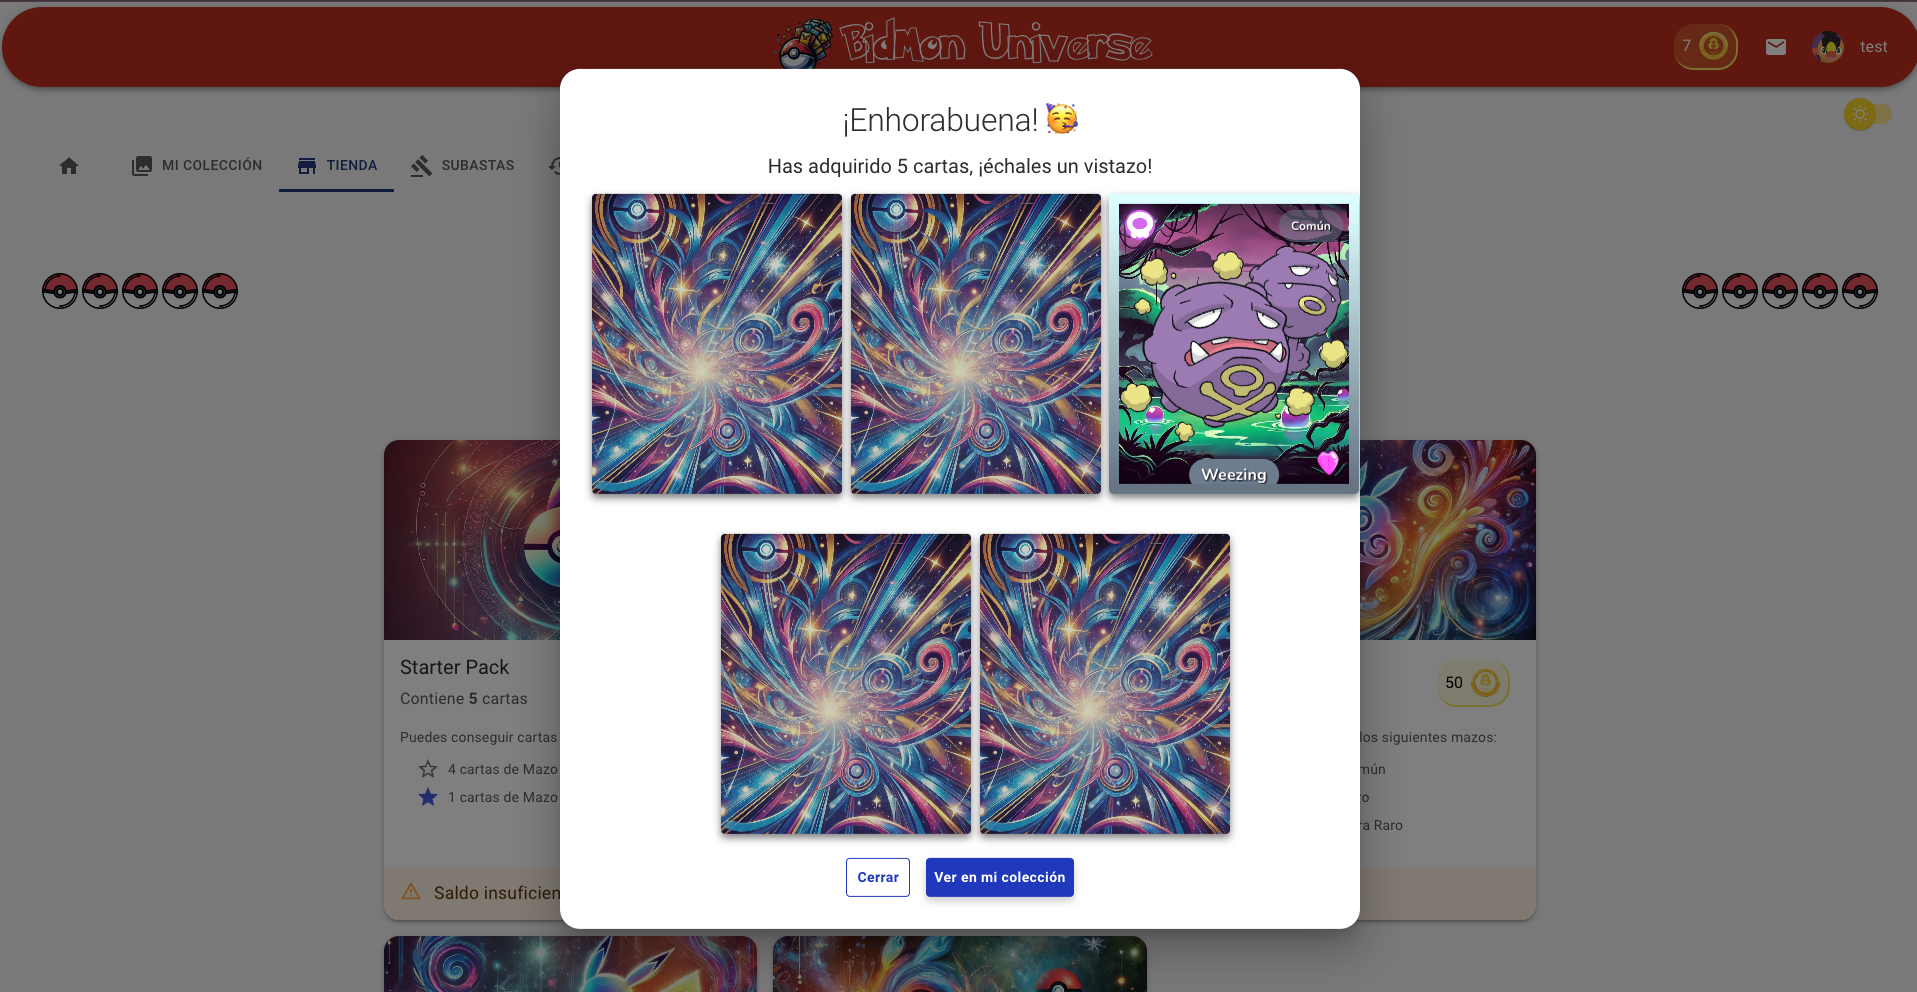 BidMon Universe
7
test
MI COLECCIÓN
TIENDA
SUBASTAS
¡Enhorabuena!
Has adquirido 5 cartas, ¡échales un vistazo!
Común
Weezing
Starter Pack
Contiene 5 cartas
Puedes conseguir cartas
4 cartas de Mazo
1 cartas de Mazo
Saldo
50
los siguientes mazos:
Raro
Cerrar
Ver en mi colección